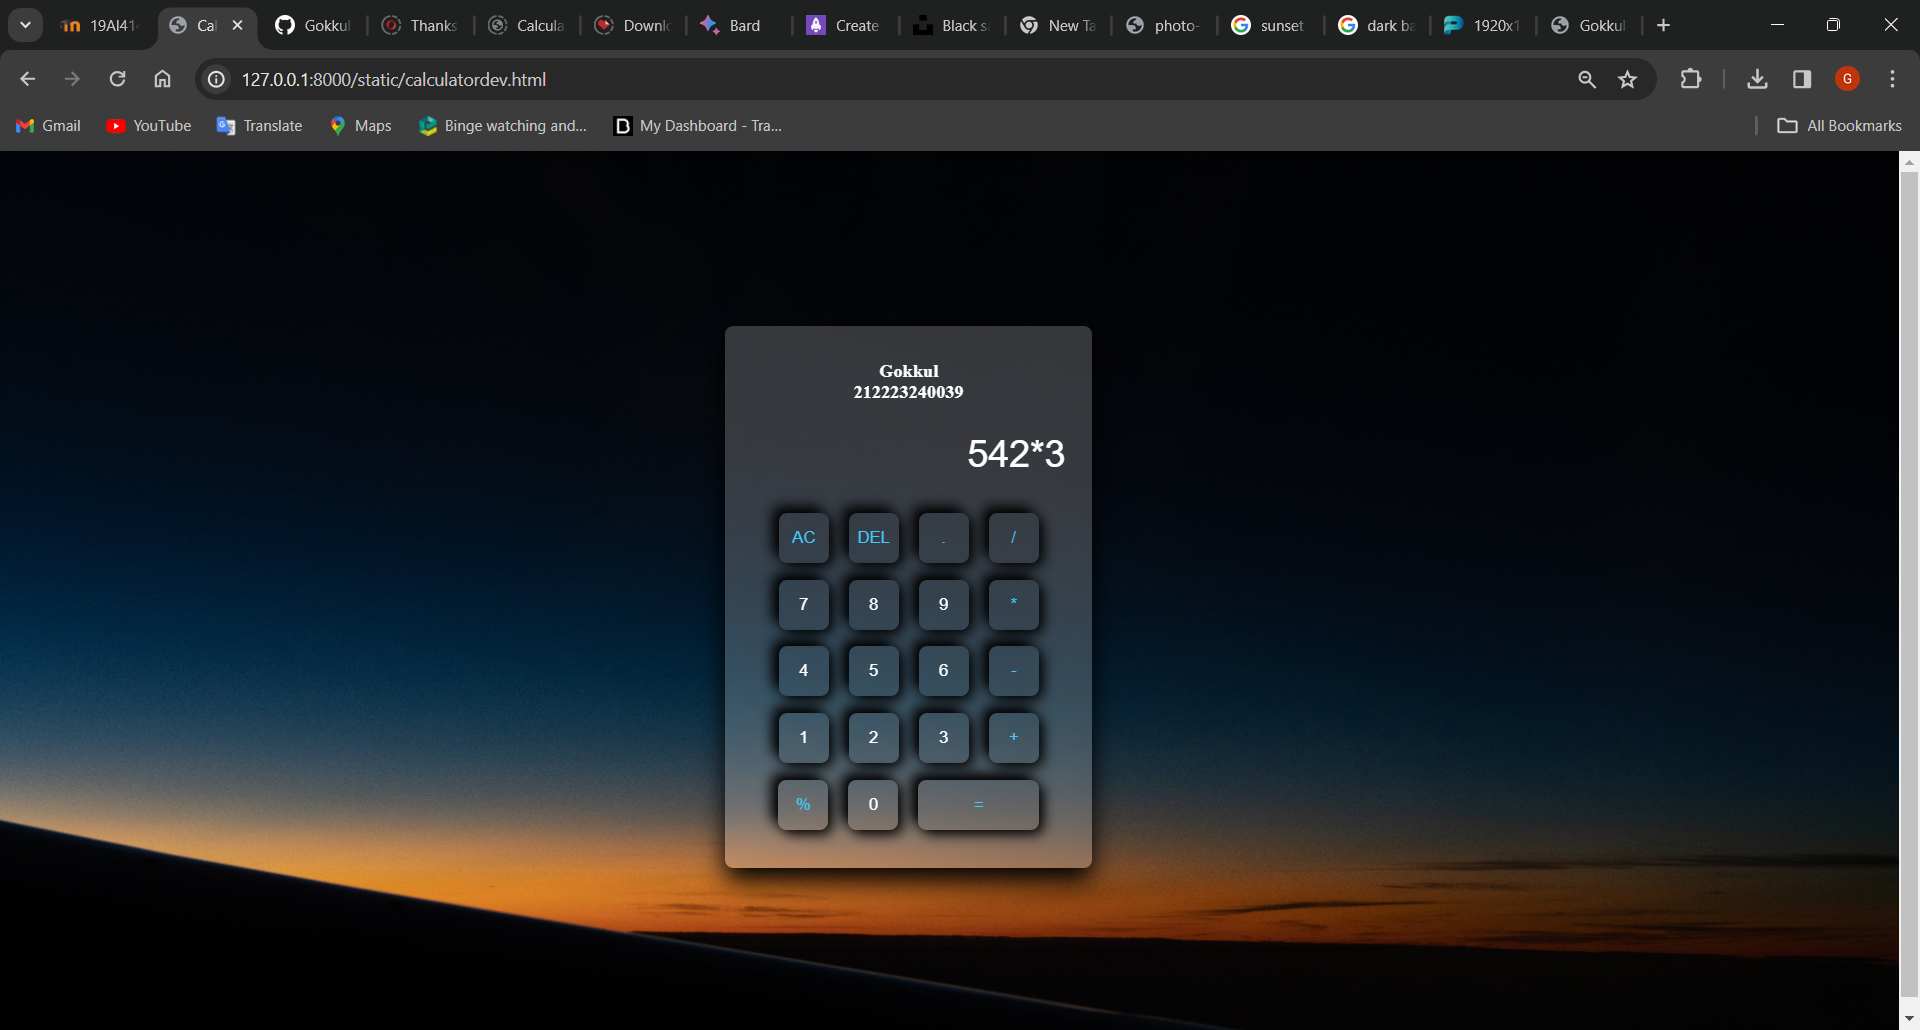 19AI41
Cal
Gokkul
Thanks
Calcula
Downlo
Bard
Create
Black s
New Ta
photo-
sunset
dark ba
1920x1
Gokkul
127.0.0.1:8000/static/calculatordev.html
G
Gmail
YouTube
Translate
Maps
Binge watching and...
My Dashboard - Tra...
All Bookmarks
Gokkul
212223240039
542*3
AC DEL . /
7 8 9 *
4 5 6 -
1 2 3 +
% 0 =